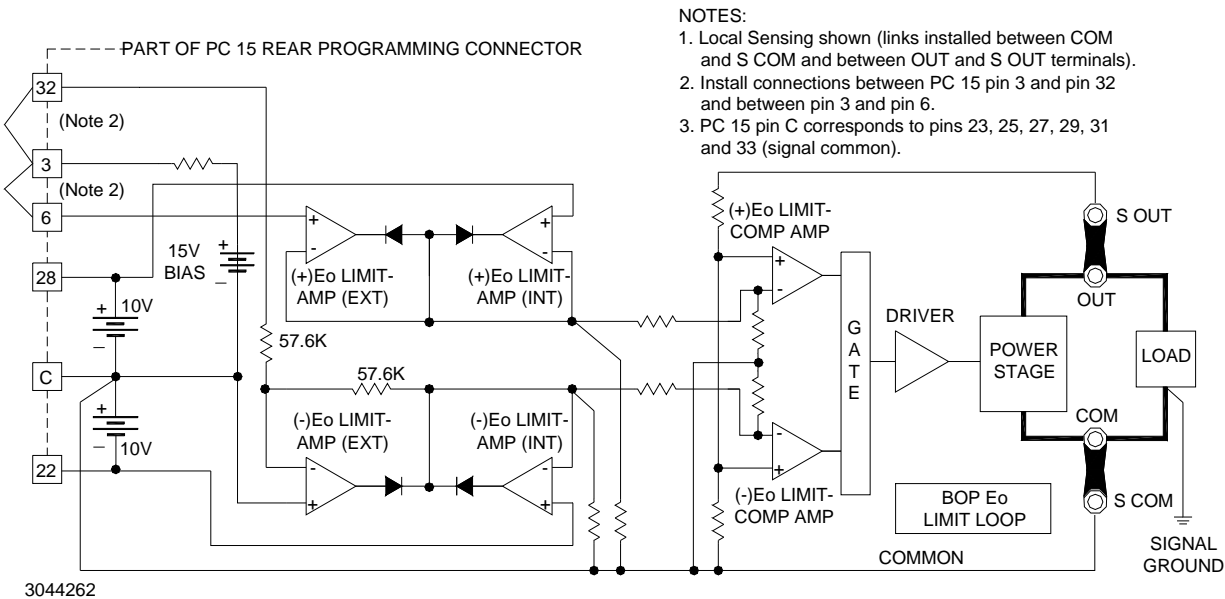 NOTES:
1. Local Sensing shown (links installed between COM
and S COM and between OUT and S OUT terminals).
2. Install connections between PC 15 pin 3 and pin 32
and between pin 3 and pin 6.
3. PC 15 pin C corresponds to pins 23, 25, 27, 29, 31
and 33 (signal common).
PART OF PC 15 REAR PROGRAMMING CONNECTOR
32
(Note 2)
3
(Note 2)
6
28
C
22
15V
BIAS
+
–
+
10V
–
+
10V
–
+
-
(+)Eo LIMIT-
AMP (EXT)
+
-
(+)Eo LIMIT-
AMP (INT)
57.6K
57.6K
(-)Eo LIMIT-
AMP (EXT)
-
+
(-)Eo LIMIT-
AMP (INT)
-
+
(+)Eo LIMIT-
COMP AMP
+
-
-
+
(-)Eo LIMIT-
COMP AMP
G
A
T
E
DRIVER
POWER
STAGE
S OUT
OUT
LOAD
COM
S COM
BOP Eo
LIMIT LOOP
SIGNAL
GROUND
COMMON
3044262